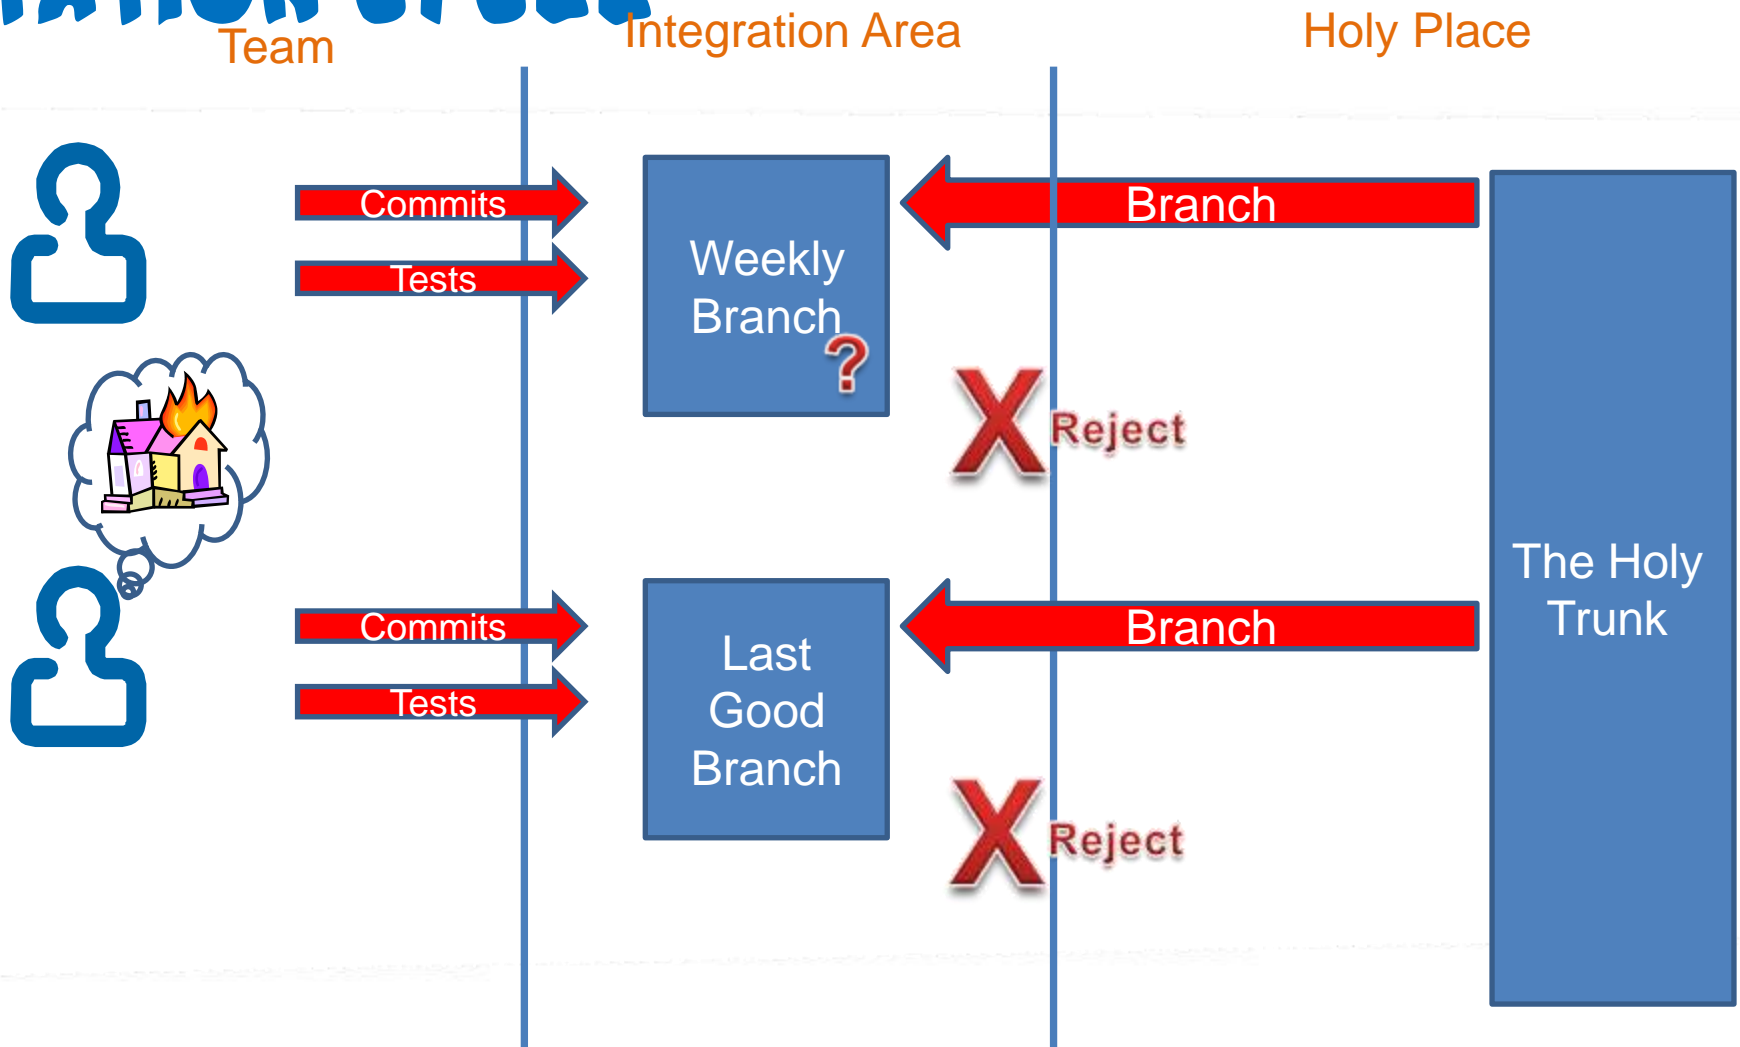 Team
Integration Area
Holy Place
Commits
Tests
Weekly
Branch
?
Branch
X Reject
Commits
Tests
Last
Good
Branch
Branch
X Reject
The Holy
Trunk